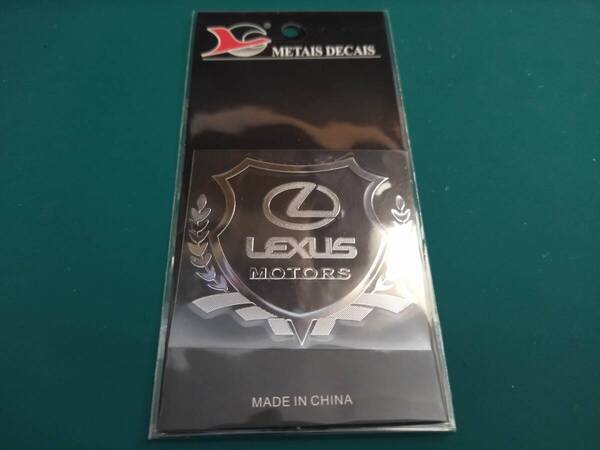 METAIS DECAIS
LEXUS
MOTORS
MADE IN CHINA